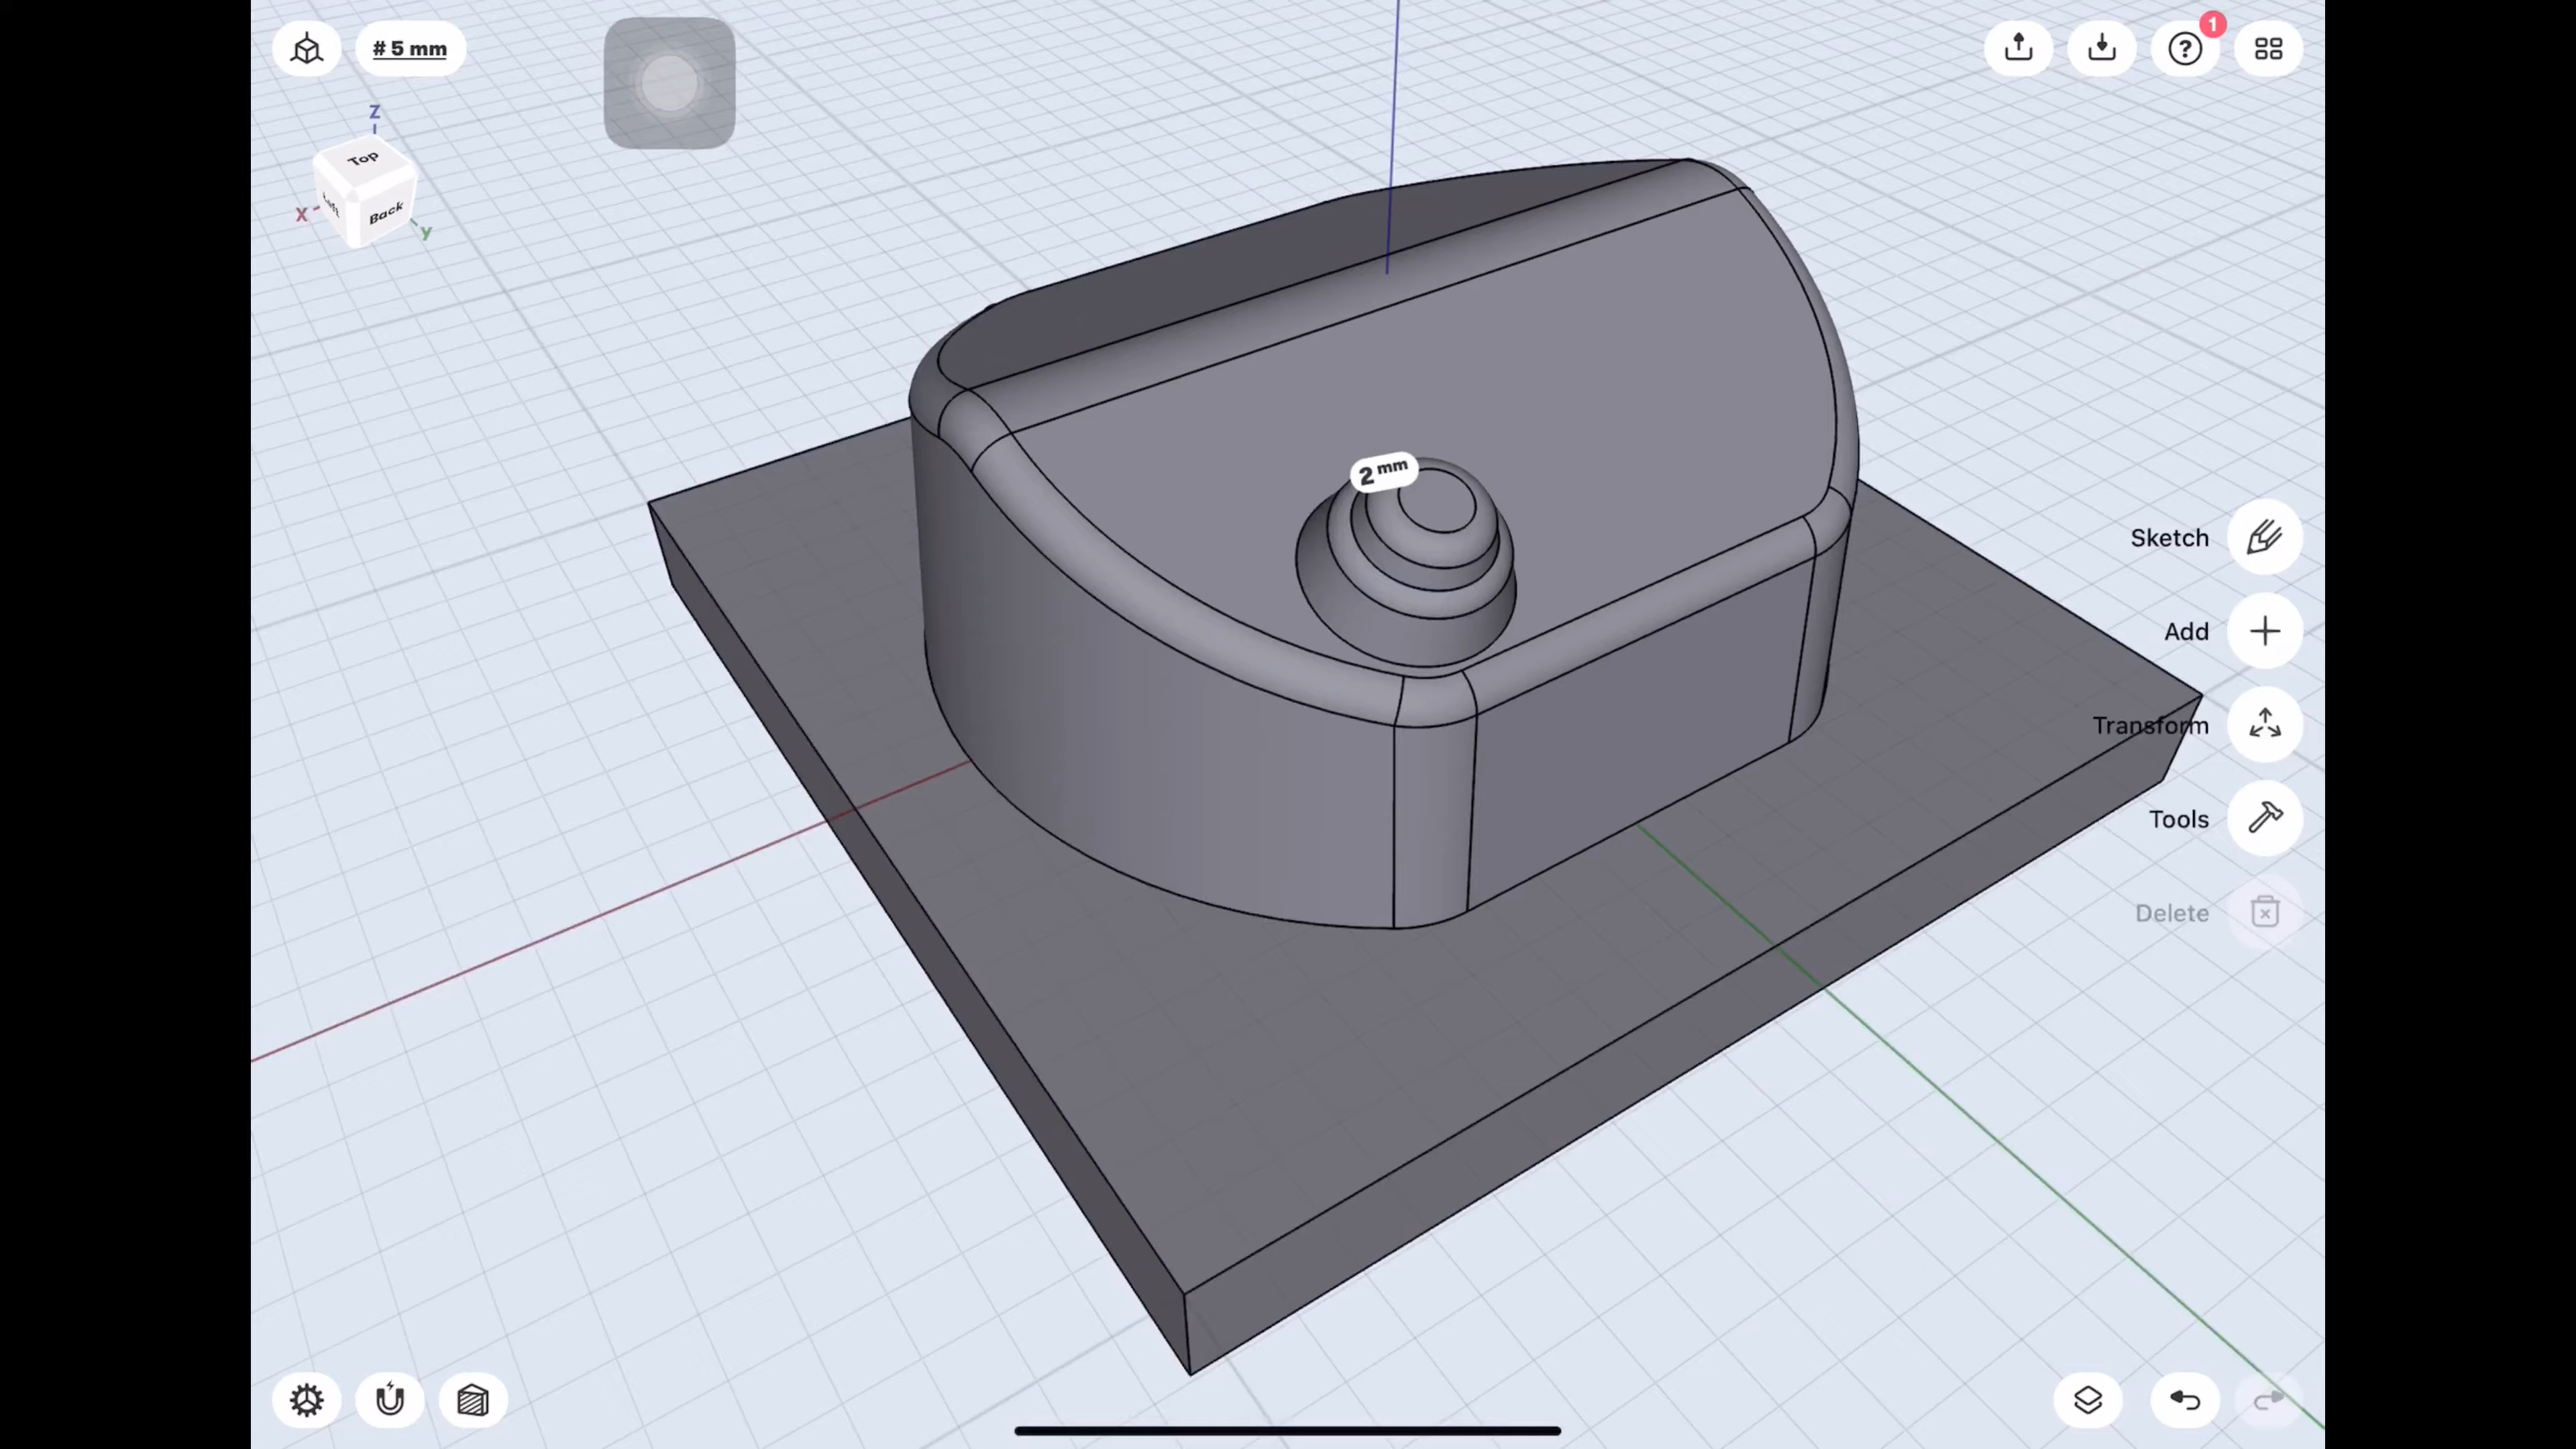 # 5 mm
1
Z
Top
Left
Back
X
y
2 mm
Sketch
Add
Transform
Tools
Delete